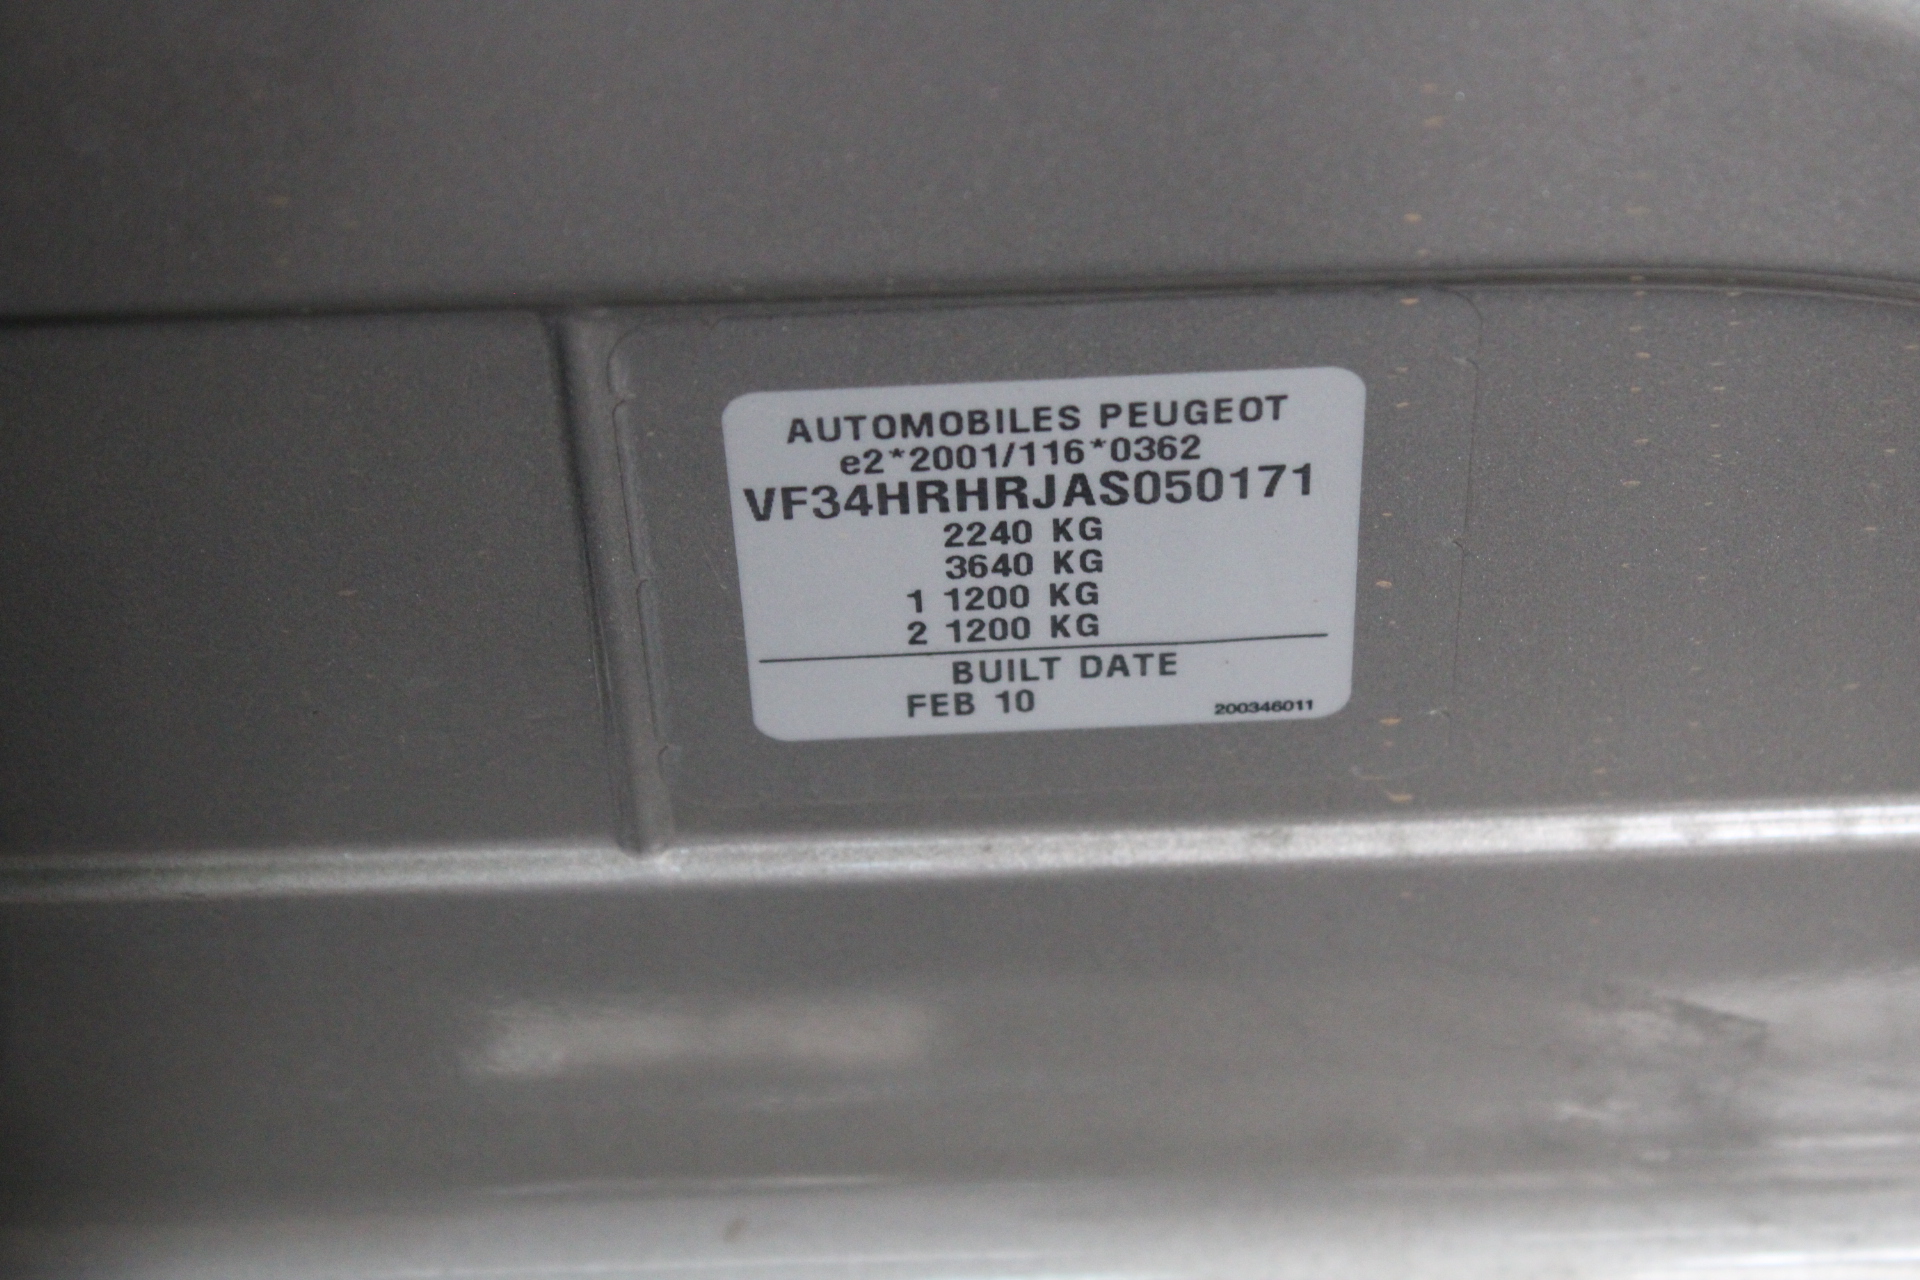 AUTOMOBILES PEUGEOT
e2*2001/116*0362
VF34HRHRJAS050171
2240 KG
3640 KG
1 1200 KG
2 1200 KG
BUILT DATE
FEB 10
200346011